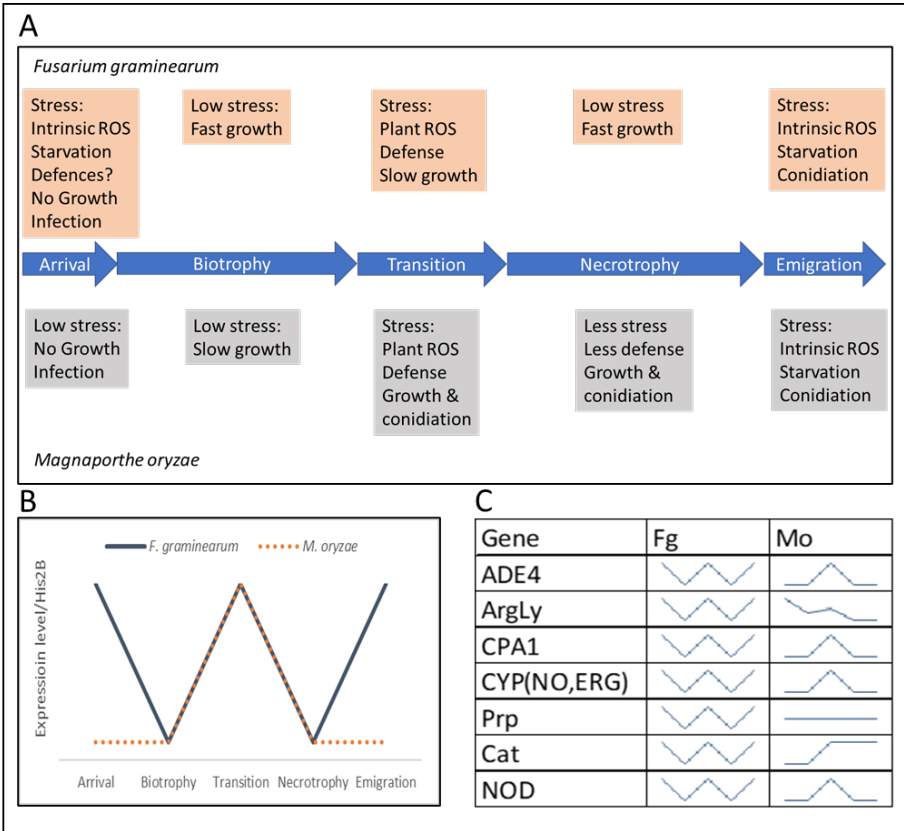 A
Fusarium graminearum
Stress:
Intrinsic ROS
Starvation
Defences?
No Growth
Infection
Low stress:
Fast growth
Stress:
Plant ROS
Defense
Slow growth
Low stress
Fast growth
Stress:
Intrinsic ROS
Starvation
Conidiation
Arrival
Biotrophy
Transition
Necrotrophy
Emigration
Low stress:
No Growth
Infection
Low stress:
Slow growth
Stress:
Plant ROS
Defense
Growth &
conidiation
Less stress
Less defense
Growth &
conidiation
Stress:
Intrinsic ROS
Starvation
Conidiation
Magnaporthe oryzae
B
F. graminearum M. oryzae
Expressioin level/His2B
Arrival Biotrophy Transition Necrotrophy Emigration
C
Gene Fg Mo
ADE4
ArgLy
CPA1
CYP(NO,ERG)
Prp
Cat
NOD